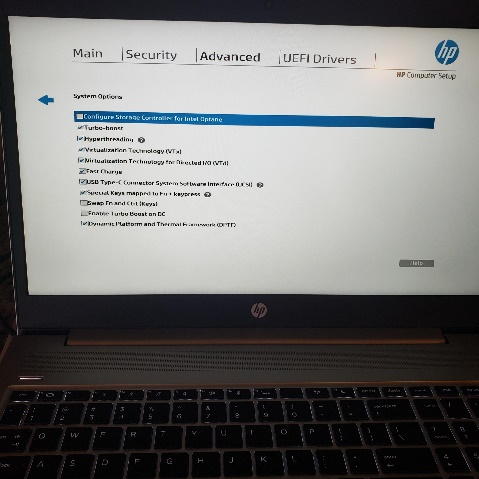 Main Security Advanced UEFI Drivers
hp
HP Computer Setup
System Options
Configure Storage Controller for Intel Optane
Turbo-boost
Hyperthreading ?
Virtualization Technology (VTx)
Virtualization Technology for Directed I/O (VTd)
Fast Charge
USB Type-C Connector System Software Interface (UCSI) ?
Special Keys mapped to Fn + keypress ?
Swap Fn and Ctrl (Keys)
Enable Turbo Boost on DC
Dynamic Platform and Thermal Framework (DPTF)
Help
hp
Q W E R T Y U I O P
A S D F G H J K L